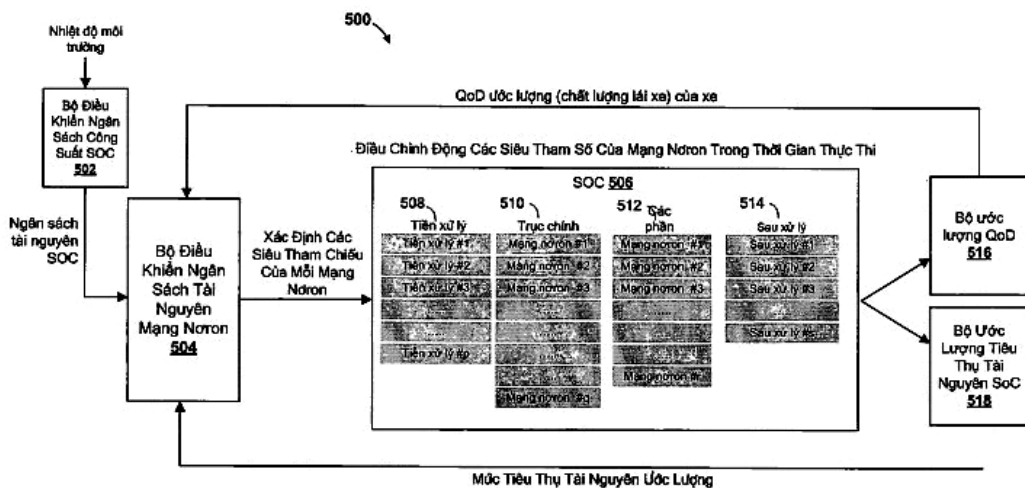 500
Nhiệt độ môi
trường
Bộ Điều
Khiển Ngân
Sách Công
Suất SOC
502
QoD ước lượng (chất lượng lái xe) của xe
Điều Chỉnh Động Các Siêu Tham Số Của Mạng Nơron Trong Thời Gian Thực Thi
Ngân sách
tài nguyên
SOC
Bộ Điều
Khiển Ngân
Sách Tài
Nguyên
Mạng Nơron
504
Xác Định Các
Siêu Tham Chiếu
Của Mỗi Mạng
Nơron
SOC 506
508
Tiền xử lý
Tiền xử lý #1
Tiền xử lý #2
Tiền xử lý #3
.......
.......
Tiền xử lý #p
510
Trục chính
Mạng nơron #1
Mạng nơron #2
Mạng nơron #3
.......
.......
.......
.......
Mạng nơron #q
512
Các
phần
Mạng nơron #1
Mạng nơron #2
Mạng nơron #3
.......
.......
.......
Mạng nơron #r
514
Sau xử lý
Sau xử lý #1
Sau xử lý #2
Sau xử lý #3
.......
Sau xử lý #s
Bộ ước
lượng QoD
516
Bộ Ước
Lượng Tiêu
Thụ Tài
Nguyên SoC
518
Mức Tiêu Thụ Tài Nguyên Ước Lượng